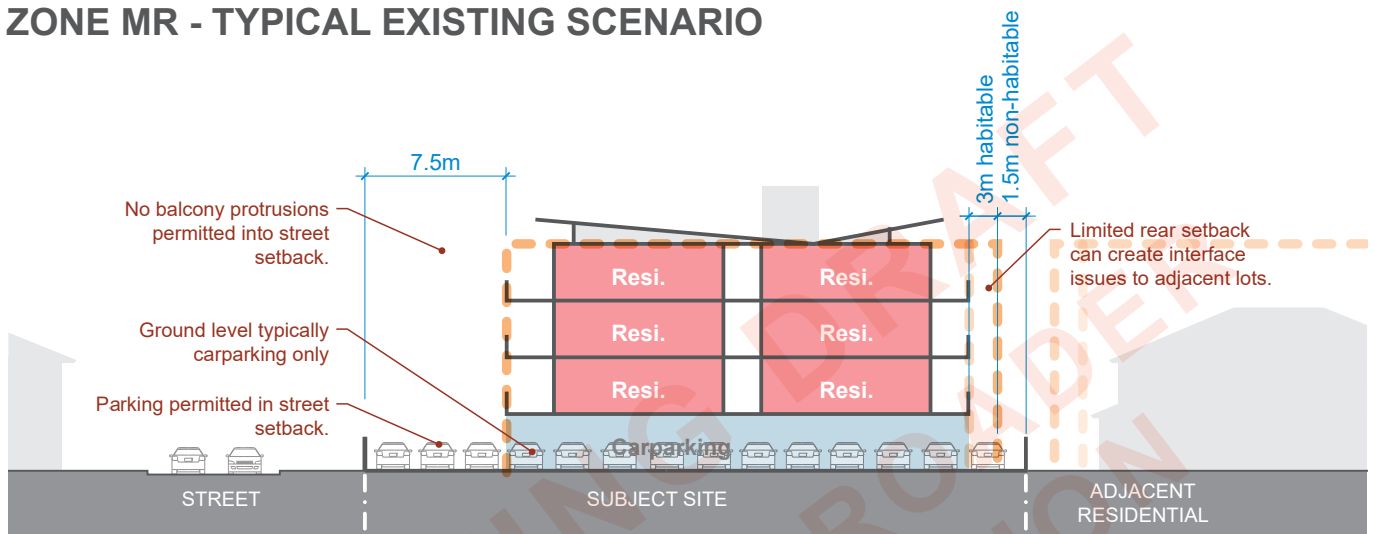 ZONE MR - TYPICAL EXISTING SCENARIO
7.5m
3m habitable
1.5m non-habitable
No balcony protrusions
permitted into street
setback.
Limited rear setback
can create interface
issues to adjacent lots.
Ground level typically
carparking only
Parking permitted in street
setback.
Resi.
Resi.
Resi.
Resi.
Resi.
Resi.
Carparking
STREET
SUBJECT SITE
ADJACENT
RESIDENTIAL
DRAFT